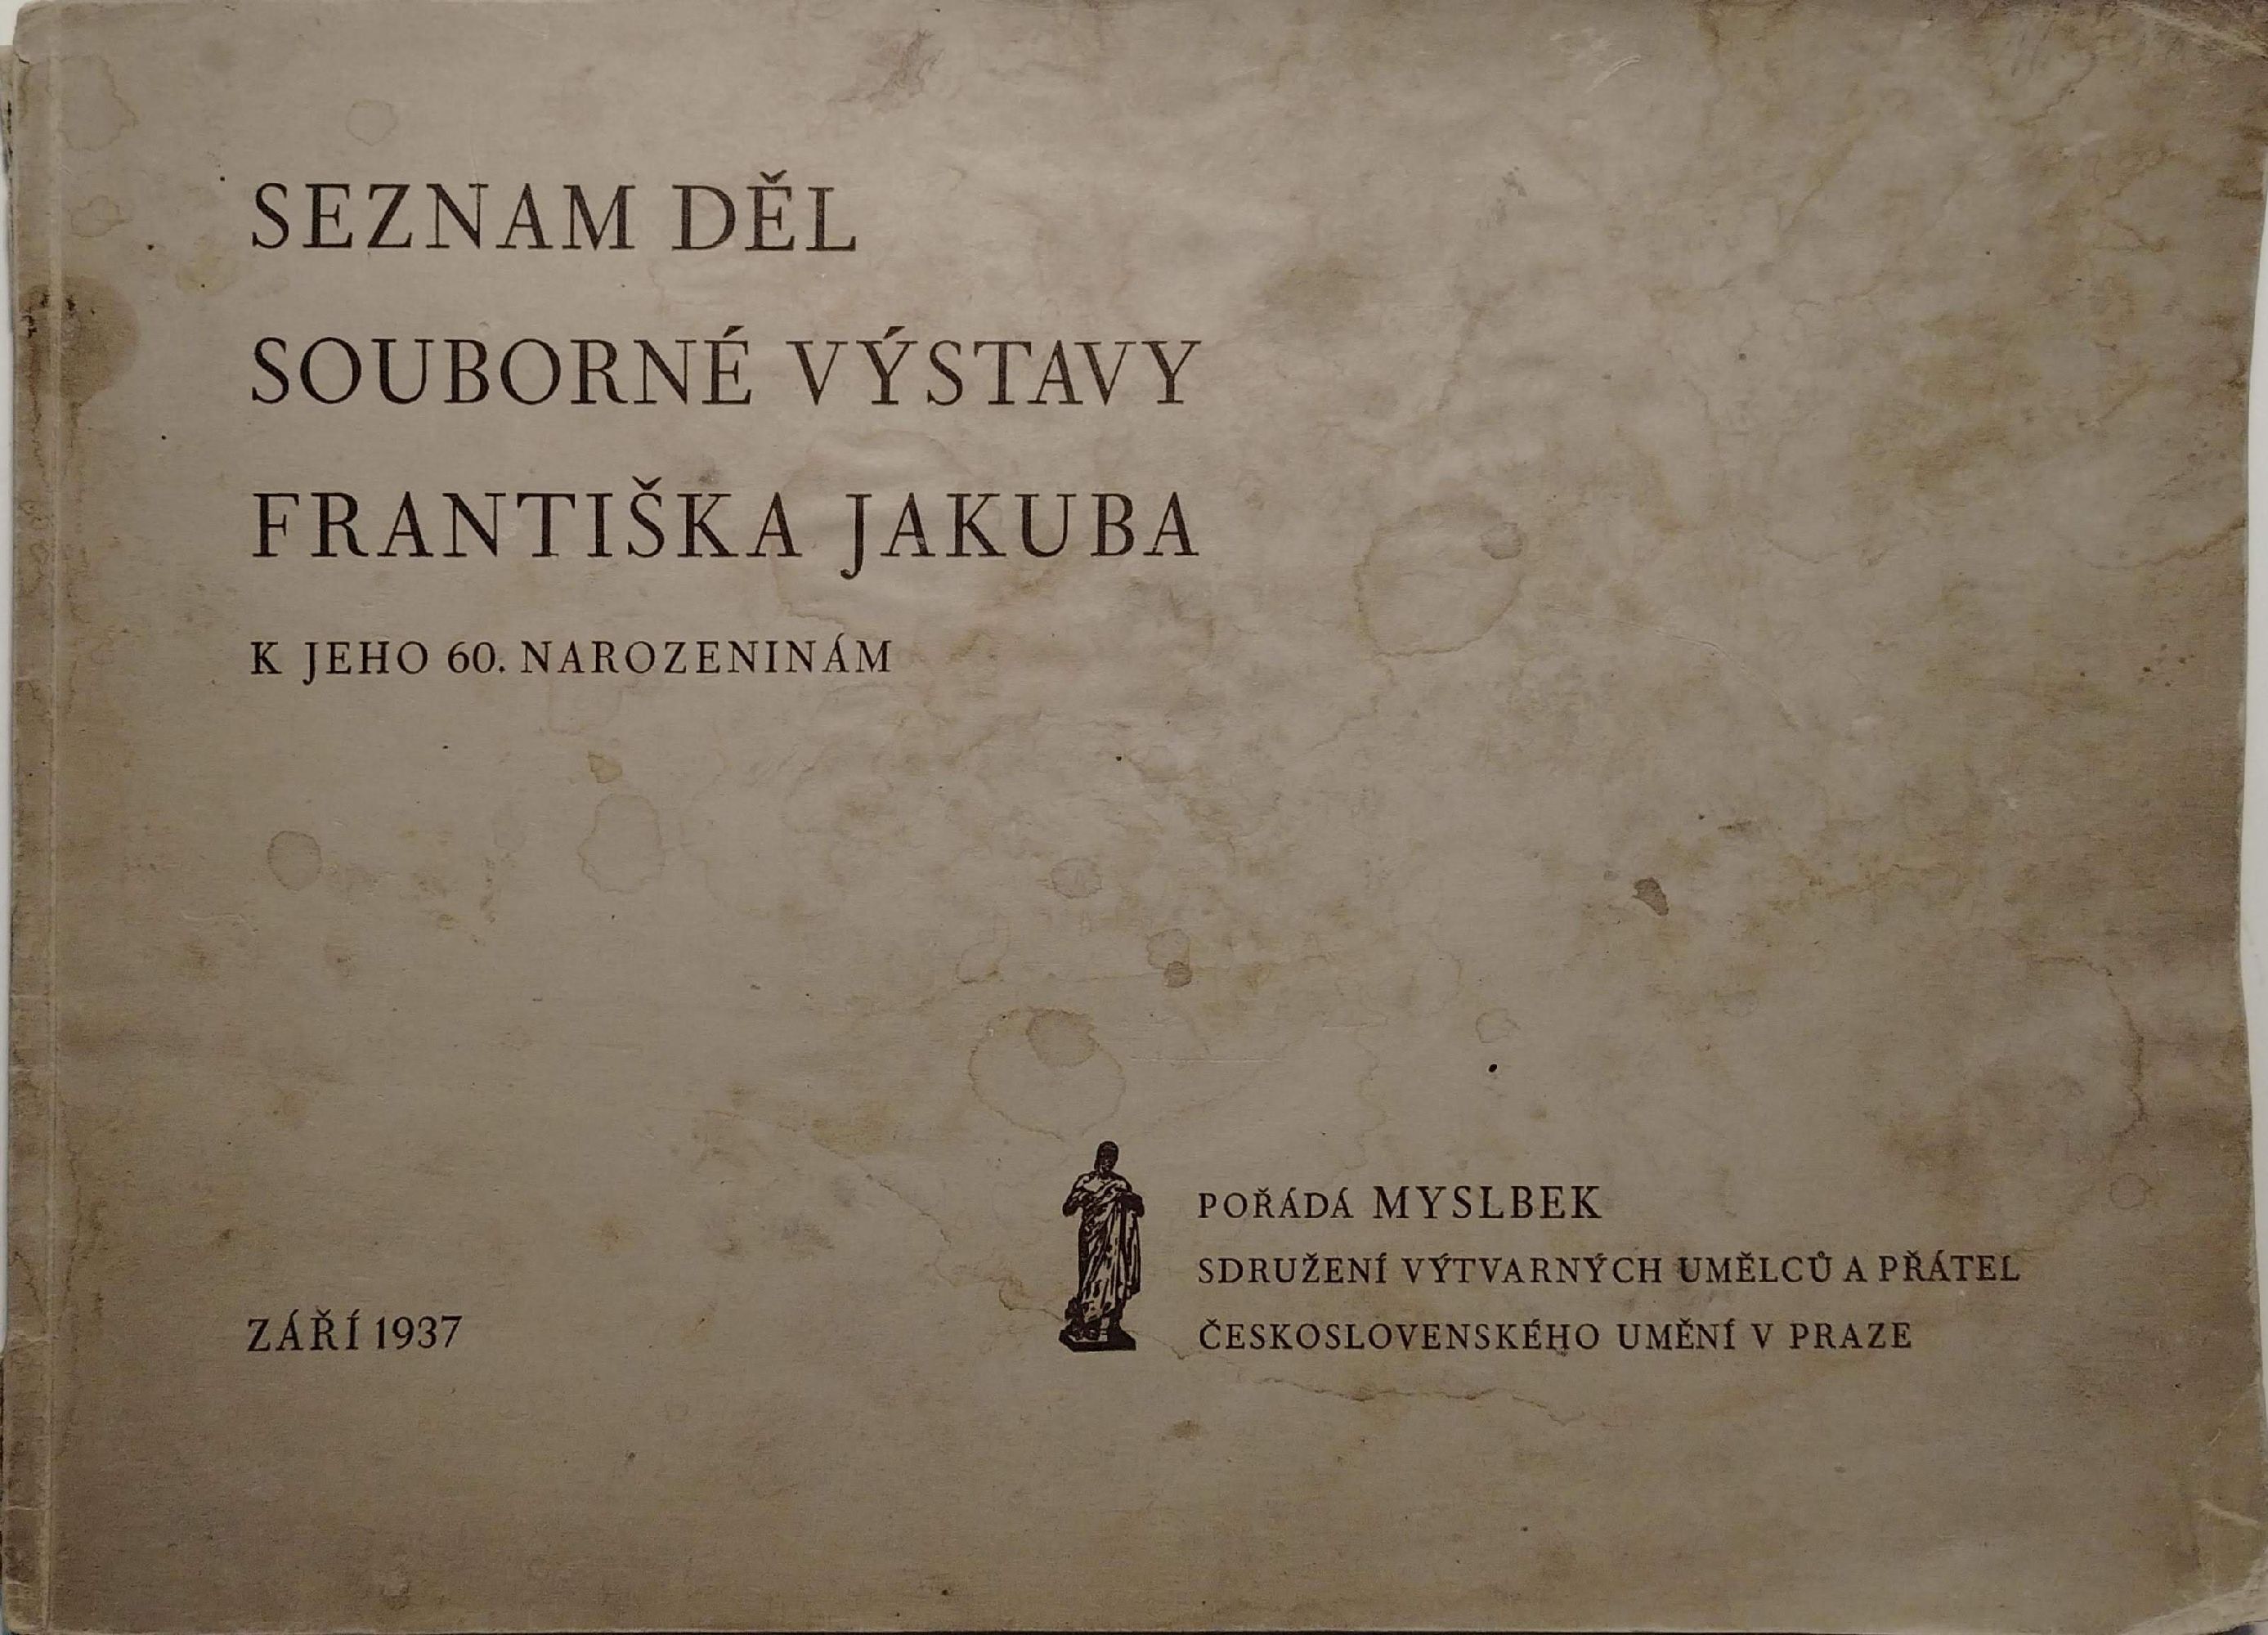 SEZNAM DĚL
SOUBORNÉ VÝSTAVY
FRANTIŠKA JAKUBA
K JEHO 60. NAROZENINÁM
ZÁŘÍ 1937
POŘÁDÁ MYSLBEK
SDRUŽENÍ VÝTVARNÝCH UMĚLCŮ A PŘÁTEL
ČESKOSLOVENSKÉHO UMĚNÍ V PRAZE